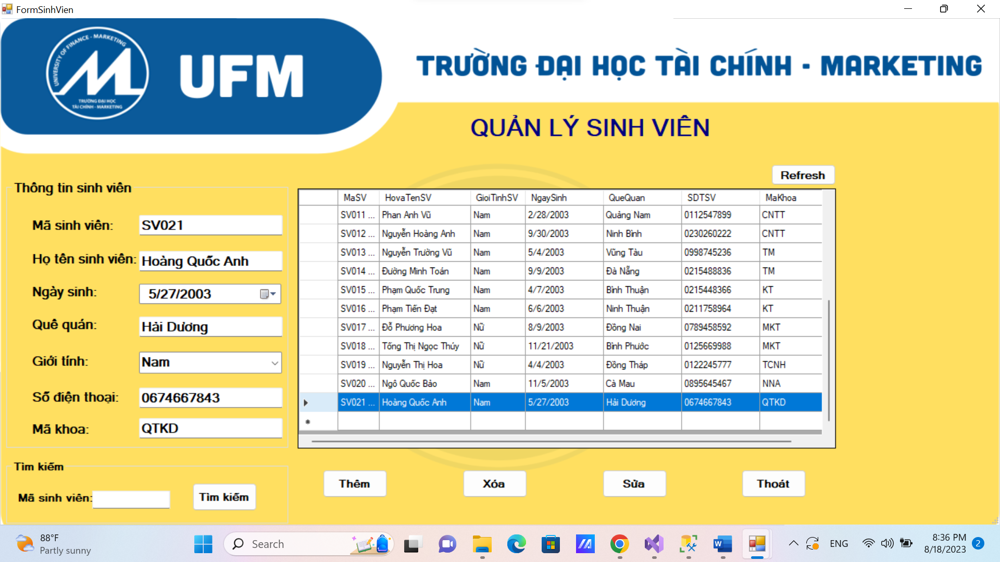 FormSinhVien
UNIVERSITY OF FINANCE - MARKETING
TRƯỜNG ĐẠI HỌC
TÀI CHÍNH - MARKETING
UFM
TRƯỜNG ĐẠI HỌC TÀI CHÍNH - MARKETING
QUẢN LÝ SINH VIÊN
Refresh
Thông tin sinh viên
Mã sinh viên: SV021
Họ tên sinh viên: Hoàng Quốc Anh
Ngày sinh: 5/27/2003
Quê quán: Hải Dương
Giới tính: Nam
Số điện thoại: 0674667843
Mã khoa: QTKD
MaSV HovaTenSV GioiTinhSV NgaySinh QueQuan SDTSV MaKhoa
SV011 ... Phan Anh Vũ Nam 2/28/2003 Quảng Nam 0112547899 CNTT
SV012 ... Nguyễn Hoàng Anh Nam 9/30/2003 Ninh Bình 0230260222 CNTT
SV013 ... Nguyễn Trường Vũ Nam 5/4/2003 Vũng Tàu 0998745236 TM
SV014 ... Đường Minh Toán Nam 9/9/2003 Đà Nẵng 0215488836 TM
SV015 ... Phạm Quốc Trung Nam 4/7/2003 Bình Thuận 0215448366 KT
SV016 ... Phạm Tiến Đạt Nam 6/6/2003 Ninh Thuận 0211758964 KT
SV017 ... Đỗ Phương Hoa Nữ 8/9/2003 Đồng Nai 0789458592 MKT
SV018 ... Tống Thị Ngọc Thúy Nữ 11/21/2003 Bình Phước 0125669988 MKT
SV019 ... Nguyễn Thị Hoa Nữ 4/4/2003 Đồng Tháp 0122245777 TCNH
SV020 ... Ngô Quốc Bảo Nam 11/5/2003 Cà Mau 0895645467 NNA
SV021 ... Hoàng Quốc Anh Nam 5/27/2003 Hải Dương 0674667843 QTKD
Tìm kiếm
Mã sinh viên:
Tìm kiếm
Thêm
Xóa
Sửa
Thoát
88°F
Partly sunny
Search
ENG
8:36 PM
8/18/2023
2